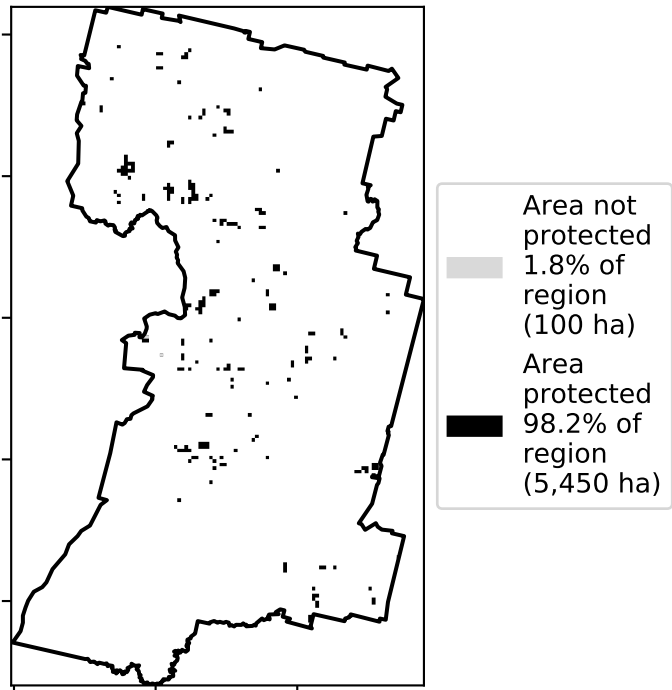 Area not
protected
1.8% of
region
(100 ha)
Area
protected
98.2% of
region
(5,450 ha)